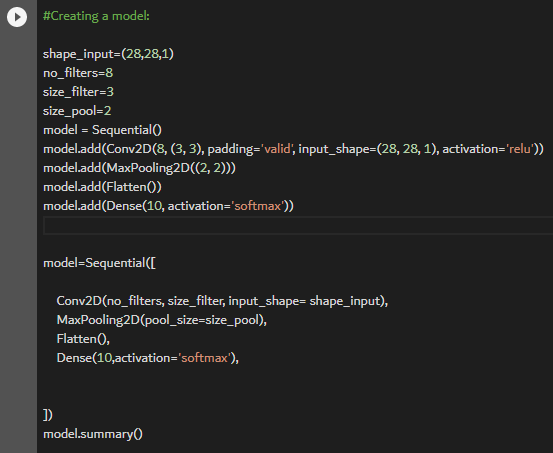 #Creating a model:
shape_input=(28,28,1)
no_filters=8
size_filter=3
size_pool=2
model = Sequential()
model.add(Conv2D(8, (3, 3), padding='valid', input_shape=(28, 28, 1), activation='relu'))
model.add(MaxPooling2D((2, 2)))
model.add(Flatten())
model.add(Dense(10, activation='softmax'))
model=Sequential([
Conv2D(no_filters, size_filter, input_shape= shape_input),
MaxPooling2D(pool_size=size_pool),
Flatten(),
Dense(10,activation='softmax'),
])
model.summary()